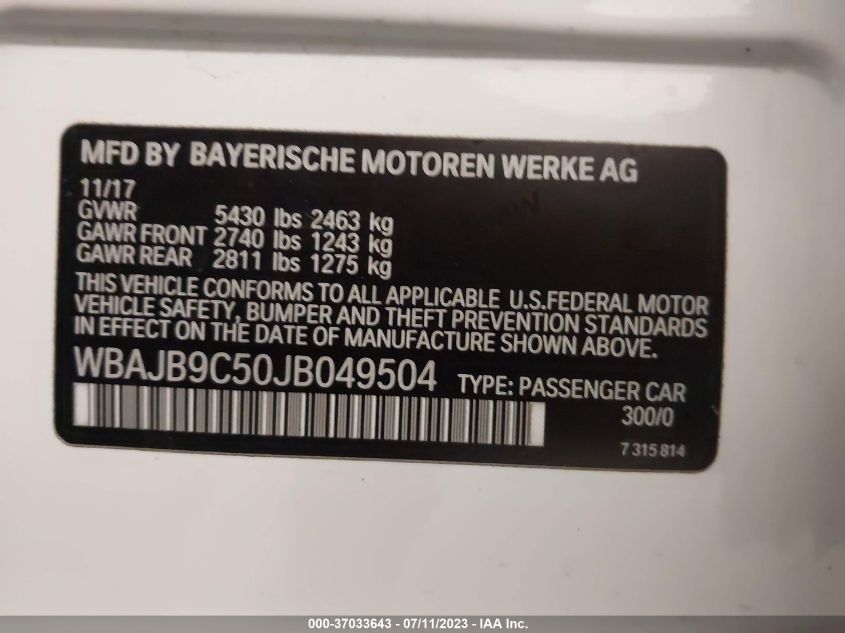 MFD BY BAYERISCHE MOTOREN WERKE AG
11/17
GVWR 5430 lbs 2463 kg
GAWR FRONT 2740 lbs 1243 kg
GAWR REAR 2811 lbs 1275 kg
THIS VEHICLE CONFORMS TO ALL APPLICABLE U.S.FEDERAL MOTOR
VEHICLE SAFETY, BUMPER AND THEFT PREVENTION STANDARDS
IN EFFECT ON THE DATE OF MANUFACTURE SHOWN ABOVE.
WBAJB9C50JB049504 TYPE: PASSENGER CAR
300/0
7 315 814
000-37033643 / 07/11/2023 - IAA Inc.